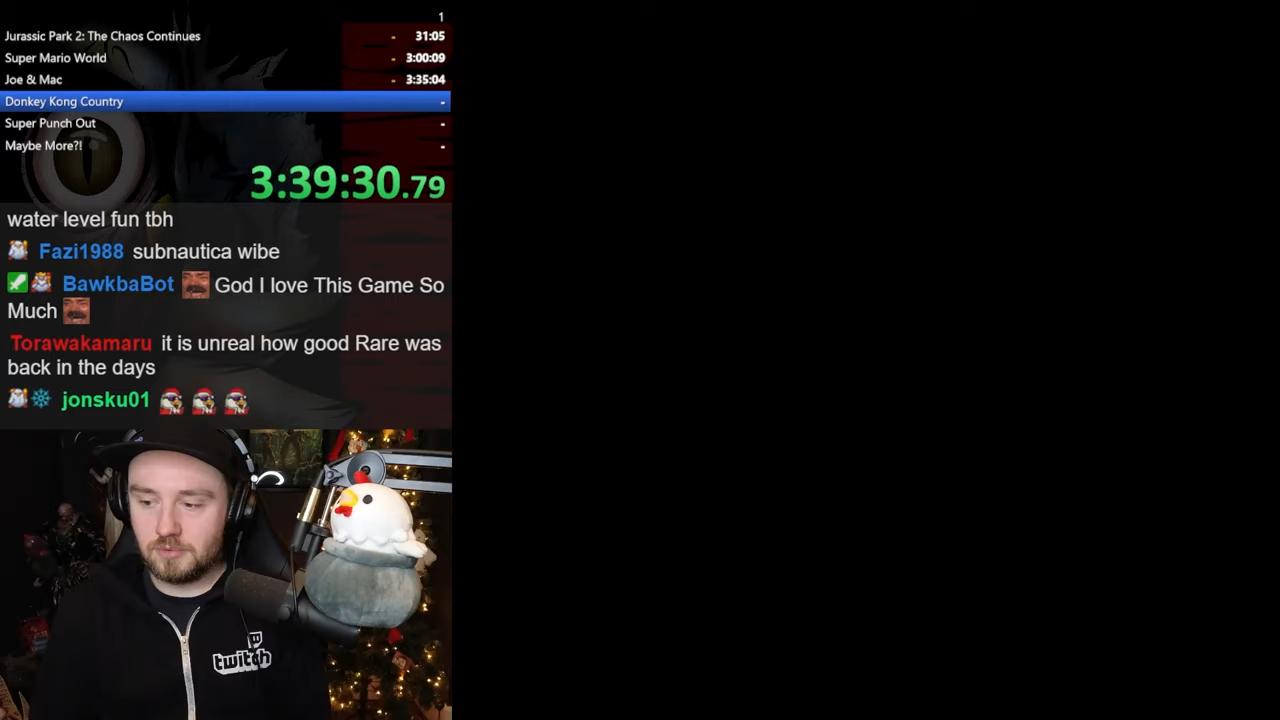 1
Jurassic Park 2: The Chaos Continues - 31:05
Super Mario World - 3:00:09
Joe & Mac - 3:35:04
Donkey Kong Country -
Super Punch Out -
Maybe More?! -
3:39:30.79
water level fun tbh
Fazi1988 subnautica wibe
BawkbaBot God I love This Game So
Much
Torawakamaru it is unreal how good Rare was
back in the days
jonsku01
twitch